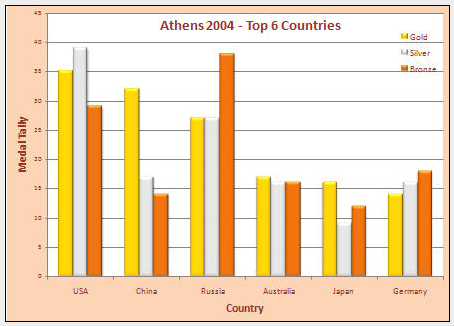 Athens 2004 - Top 6 Countries
Gold
Silver
Bronze
Medal Tally
45
40
35
30
25
20
15
10
5
0
USA China Russia Australia Japan Germany
Country